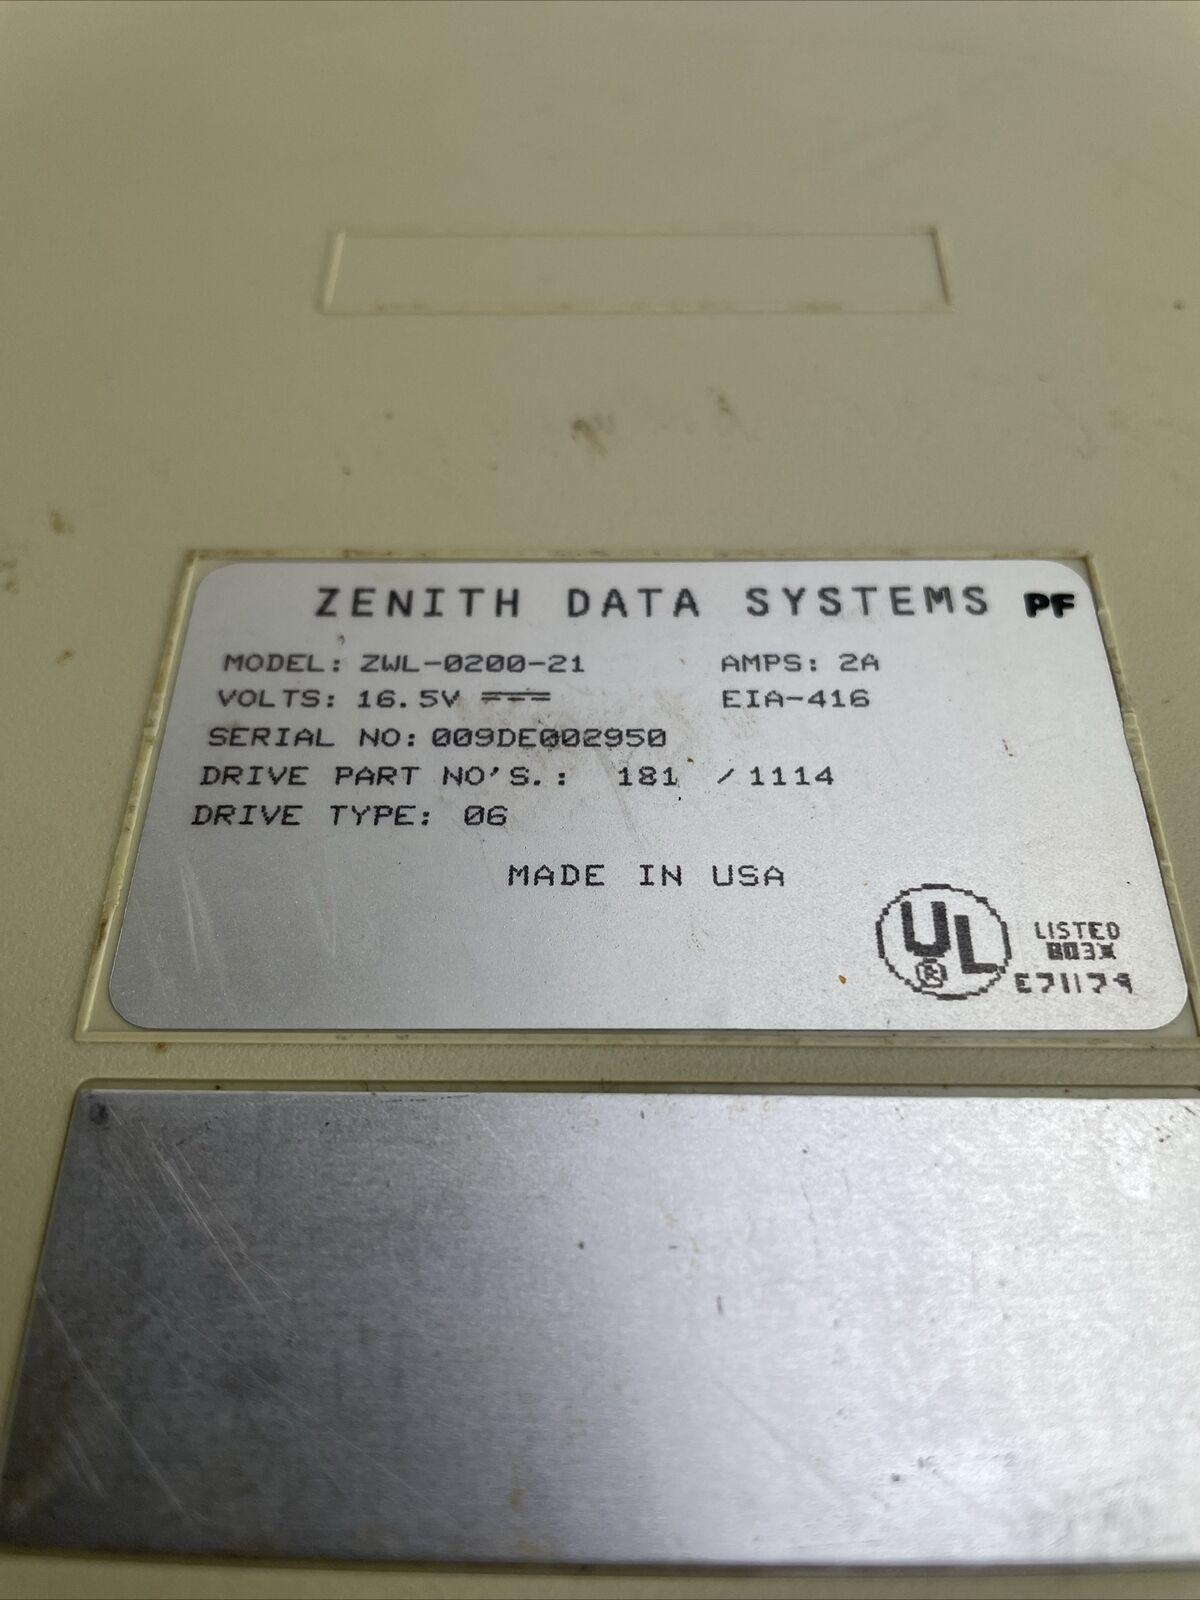 ZENITH DATA SYSTEMS PF
MODEL: ZWL-0200-21 AMPS: 2A
VOLTS: 16.5V EIA-416
SERIAL NO: 009DE002950
DRIVE PART NO'S.: 181 / 1114
DRIVE TYPE: 06
MADE IN USA
UL
®
LISTED
E71179